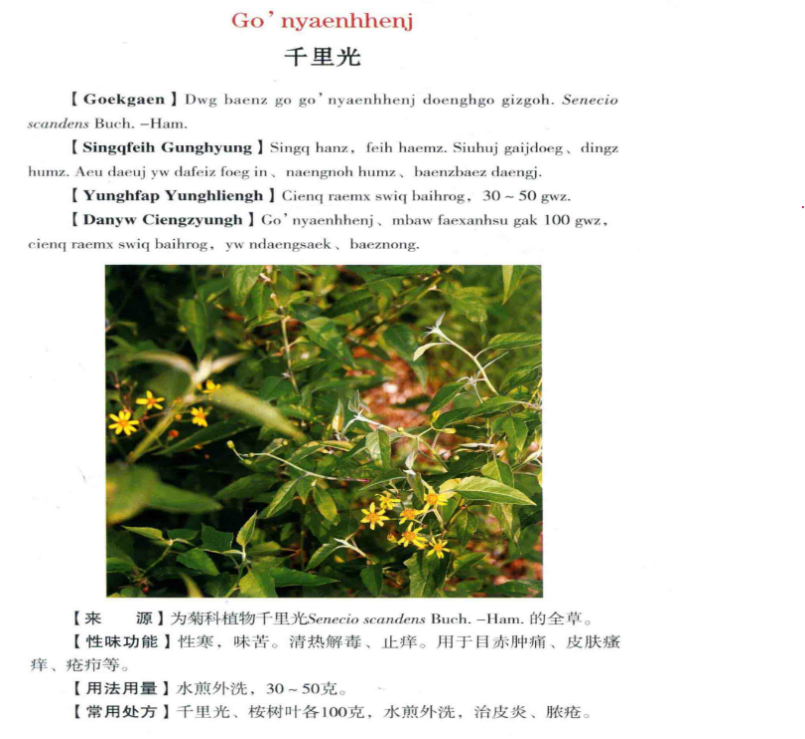 Go’nyaenhhenj
千里光
【Goekgaen】Dwg baenz go go’nyaenhhenj doenghgo gizgoh. Senecio
scandens Buch. –Ham.
【Singqfeih Gunghyung】Singq hanz，feih haemz. Siuhuj gaijdoeg、dingz
humz. Aeu daeuj yw dafeiz foeg in、naengnoh humz、baenzbaez daengj.
【Yunghfap Yunghliengh】Cienq raemx swiq baihrog，30 ~ 50 gwz.
【Danyw Ciengzyungh】Go’nyaenhhenj、mbaw faexanhsu gak 100 gwz，
cienq raemx swiq baihrog，yw ndaengsaek、baeznong.
【来　　源】为菊科植物千里光Senecio scandens Buch. –Ham. 的全草。
【性味功能】性寒，味苦。清热解毒、止痒。用于目赤肿痛、皮肤瘙
痒、疮疖等。
【用法用量】水煎外洗，30 ~ 50克。
【常用处方】千里光、桉树叶各100克，水煎外洗，治皮炎、脓疮。